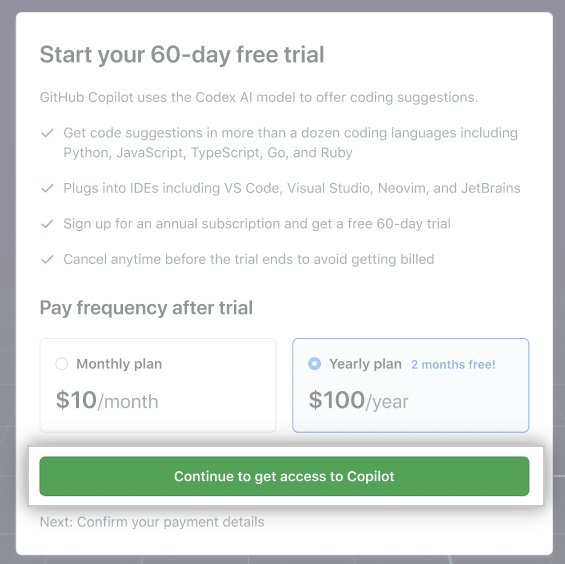 Start your 60-day free trial
GitHub Copilot uses the Codex AI model to offer coding suggestions.
Get code suggestions in more than a dozen coding languages including
Python, JavaScript, TypeScript, Go, and Ruby
Plugs into IDEs including VS Code, Visual Studio, Neovim, and JetBrains
Sign up for an annual subscription and get a free 60-day trial
Cancel anytime before the trial ends to avoid getting billed
Pay frequency after trial
Monthly plan
$10/month
Yearly plan 2 months free!
$100/year
Continue to get access to Copilot
Next: Confirm your payment details